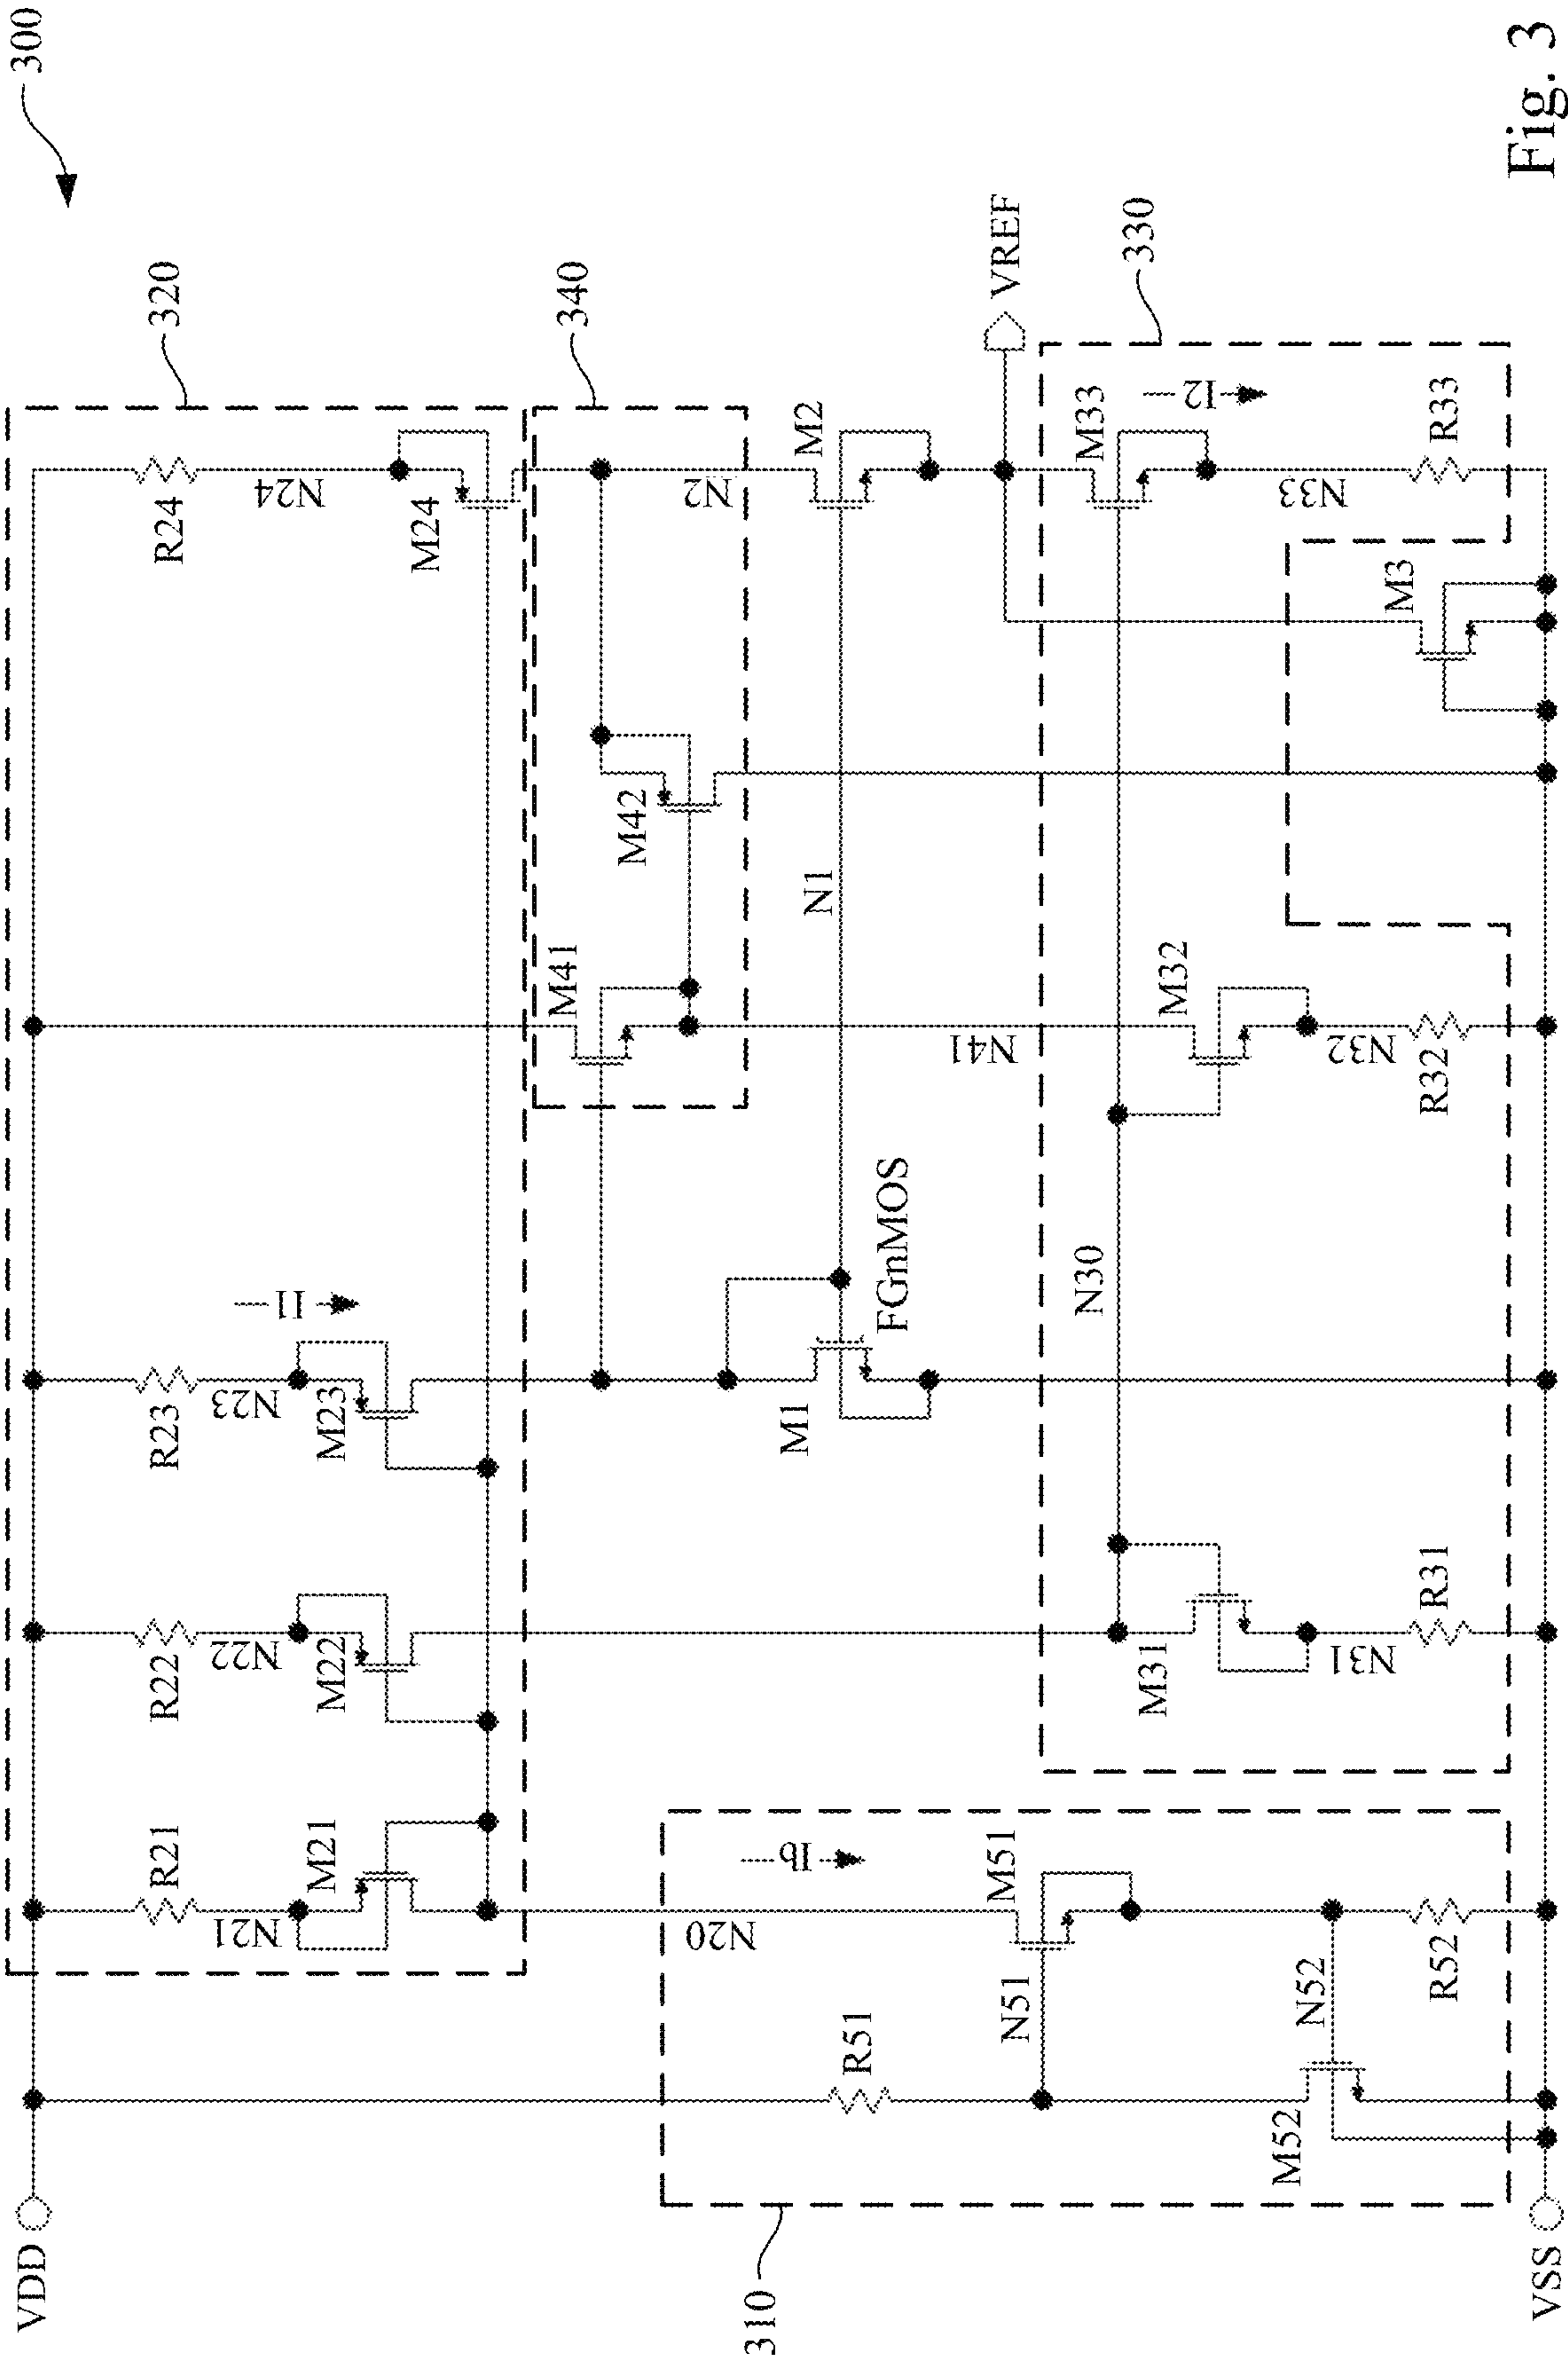 300
320
R24
N24
M24
340
N2
M2
VREF
330
M33
I2
N33
R33
M3
M42
N1
M41
N41
M32
N32
R32
I1
R23
N23
M23
M1
FGnMOS
N30
R22
N22
M22
M31
N31
R31
R21
N21
M21
N20
Ib
M51
N51
R51
N52
R52
M52
310
VDD
VSS
Fig. 3